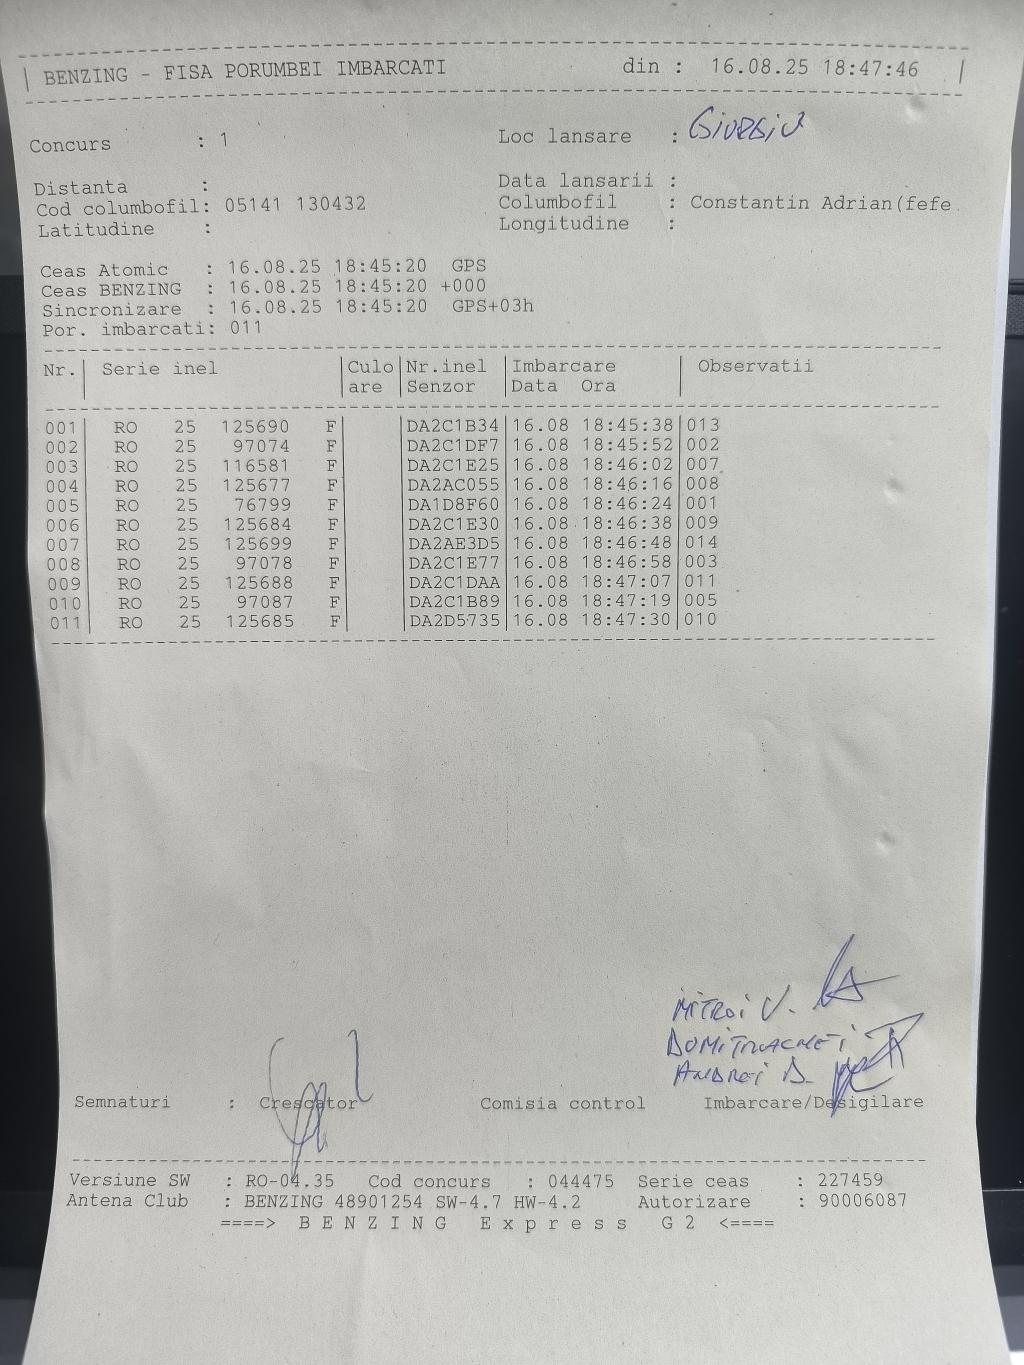 BENZING - FISA PORUMBEI IMBARCATI din : 16.08.25 18:47:46
Concurs : 1 Loc lansare : GiURGiU
Distanta : Data lansarii :
Cod columbofil: 05141 130432 Columbofil : Constantin Adrian(fefe
Latitudine : Longitudine :
Ceas Atomic : 16.08.25 18:45:20 GPS
Ceas BENZING : 16.08.25 18:45:20 +000
Sincronizare : 16.08.25 18:45:20 GPS+03h
Por. imbarcati: 011
Nr. Serie inel Culo Nr.inel Imbarcare Observatii
are Senzor Data Ora
001 RO 25 125690 F DA2C1B34 16.08 18:45:38 013
002 RO 25 97074 F DA2C1DF7 16.08 18:45:52 002
003 RO 25 116581 F DA2C1E25 16.08 18:46:02 007
004 RO 25 125677 F DA2AC055 16.08 18:46:16 008
005 RO 25 76799 F DA1D8F60 16.08 18:46:24 001
006 RO 25 125684 F DA2C1E30 16.08 18:46:38 009
007 RO 25 125699 F DA2AE3D5 16.08 18:46:48 014
008 RO 25 97078 F DA2C1E77 16.08 18:46:58 003
009 RO 25 125688 F DA2C1DAA 16.08 18:47:07 011
010 RO 25 97087 F DA2C1B89 16.08 18:47:19 005
011 RO 25 125685 F DA2D5735 16.08 18:47:30 010
MiTROi V.
ANDREi D.
Semnaturi : Crescator Comisia control Imbarcare/Desigilare
Versiune SW : RO-04.35 Cod concurs : 044475 Serie ceas : 227459
Antena Club : BENZING 48901254 SW-4.7 HW-4.2 Autorizare : 90006087
====> B E N Z I N G E x p r e s s G 2 <====